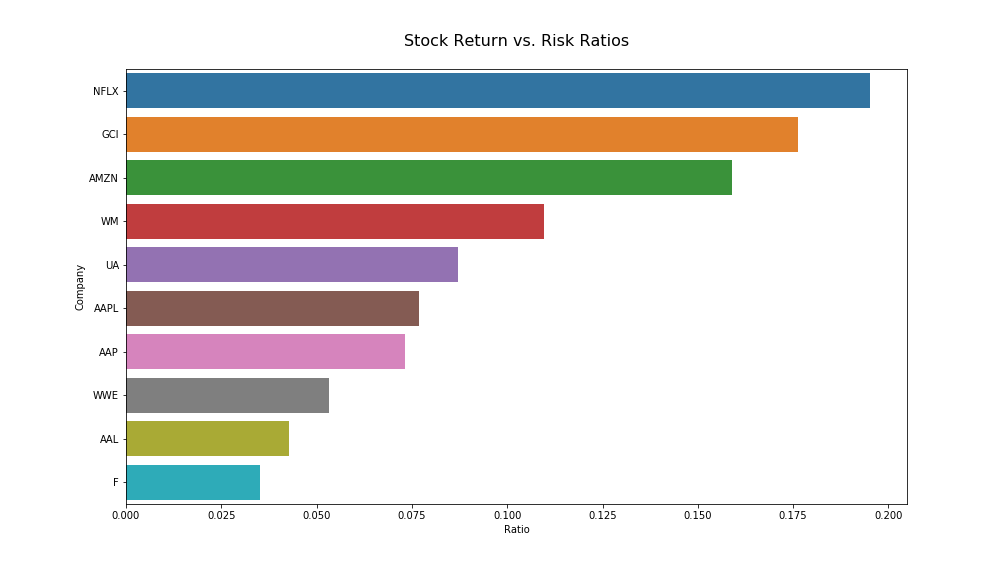 Stock Return vs. Risk Ratios
NFLX
GCI
AMZN
WM
UA
AAPL
AAP
WWE
AAL
F
Company
0.000 0.025 0.050 0.075 0.100 0.125 0.150 0.175 0.200
Ratio